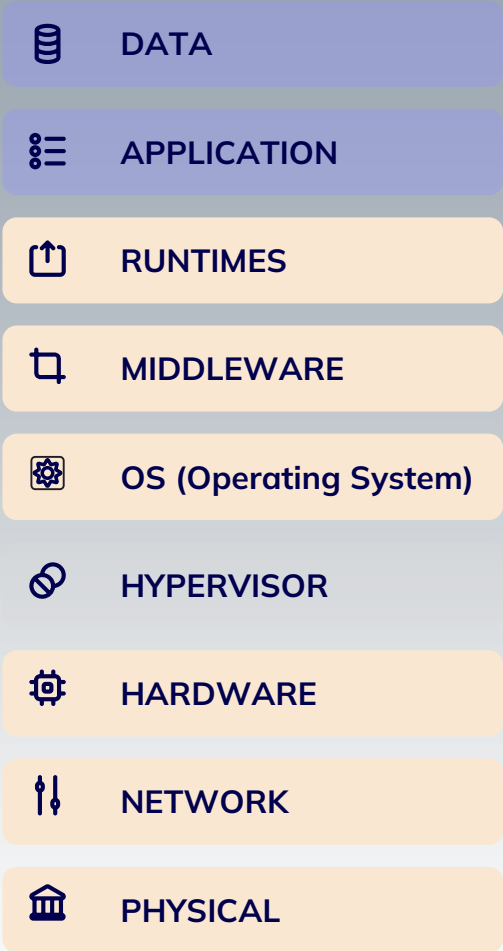 DATA
APPLICATION
RUNTIMES
MIDDLEWARE
OS (Operating System)
HYPERVISOR
HARDWARE
NETWORK
PHYSICAL